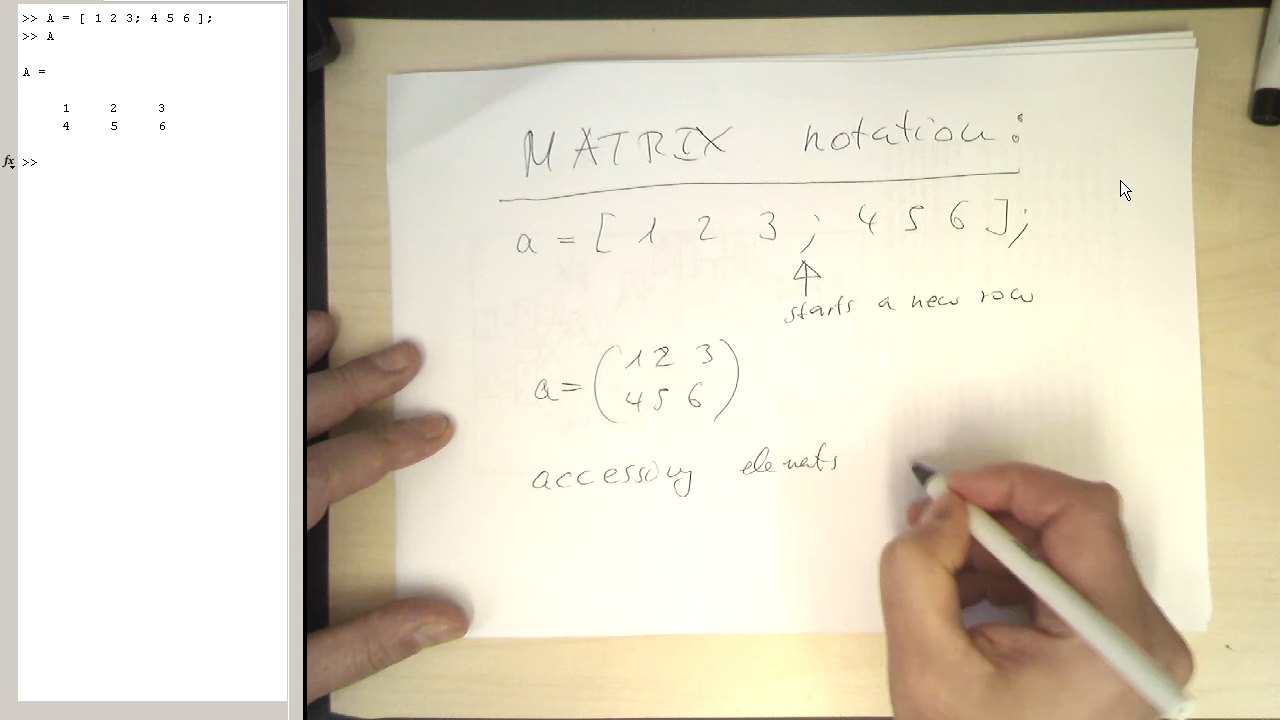 >> A = [ 1 2 3; 4 5 6 ];
>> A
A =
1 2 3
4 5 6
fx >>
MATRIX notation:
a = [ 1 2 3 ; 4 5 6 ];
starts a new row
a = ( 1 2 3
4 5 6 )
accessing elements